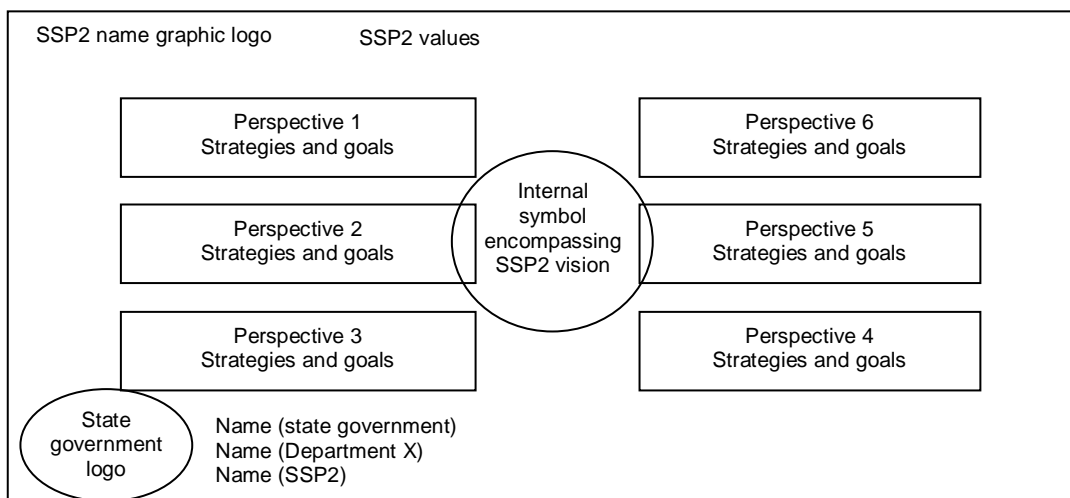 SSP2 name graphic logo
SSP2 values
Perspective 1
Strategies and goals
Perspective 6
Strategies and goals
Internal
symbol
encompassing
SSP2 vision
Perspective 2
Strategies and goals
Perspective 5
Strategies and goals
Perspective 3
Strategies and goals
Perspective 4
Strategies and goals
State
government
logo
Name (state government)
Name (Department X)
Name (SSP2)